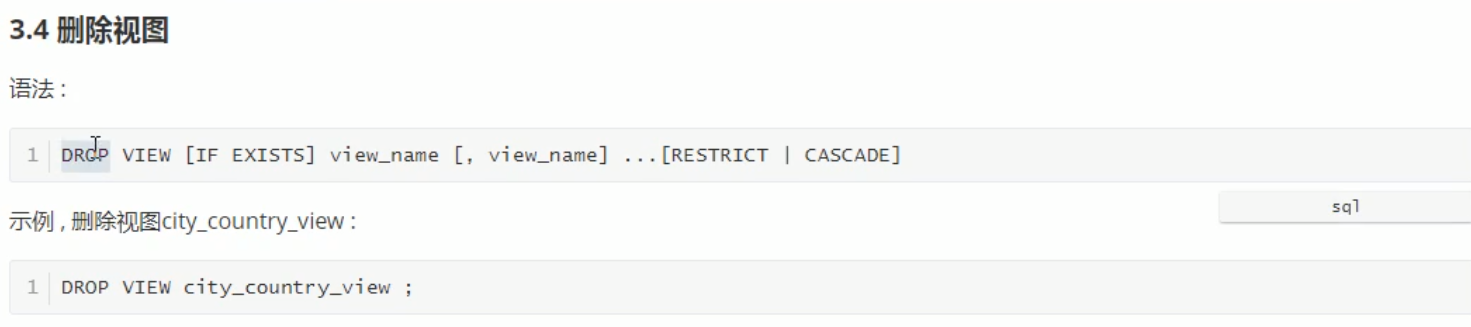 3.4 删除视图
语法 :
1 DROP VIEW [IF EXISTS] view_name [, view_name] ...[RESTRICT | CASCADE]
sql
示例 , 删除视图city_country_view :
1 DROP VIEW city_country_view ;